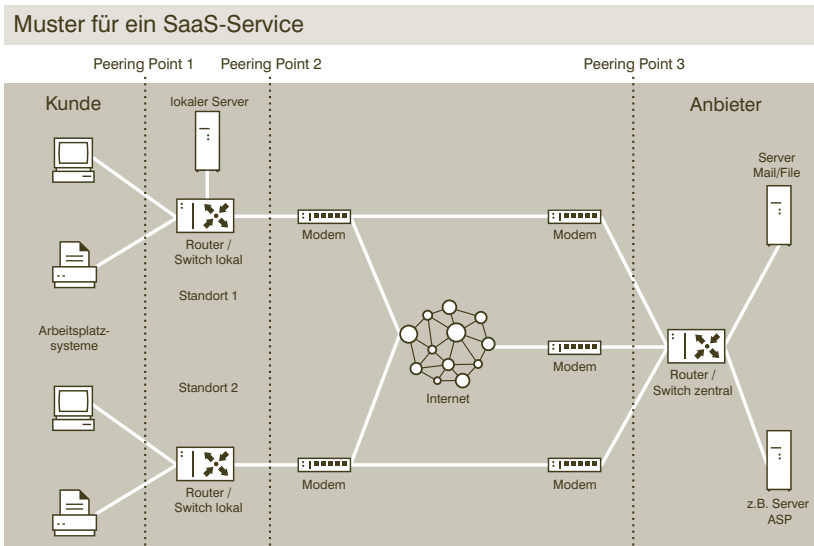 Muster für ein SaaS-Service
Peering Point 1
Peering Point 2
Peering Point 3
Kunde
lokaler Server
Anbieter
Server
Mail/File
Modem
Modem
Router /
Switch lokal
Standort 1
Arbeitsplatz-
systeme
Modem
Router /
Switch zentral
Internet
Standort 2
Modem
Modem
Router /
Switch lokal
z.B. Server
ASP